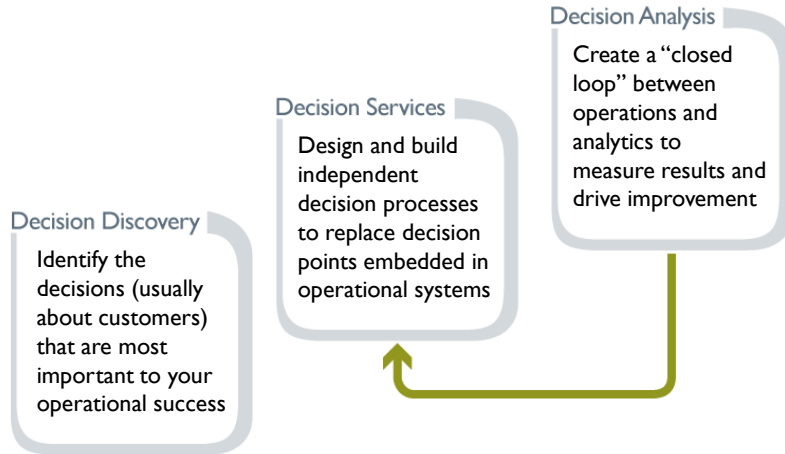 Decision Discovery
Identify the
decisions (usually
about customers)
that are most
important to your
operational success
Decision Services
Design and build
independent
decision processes
to replace decision
points embedded in
operational systems
Decision Analysis
Create a “closed
loop” between
operations and
analytics to
measure results and
drive improvement